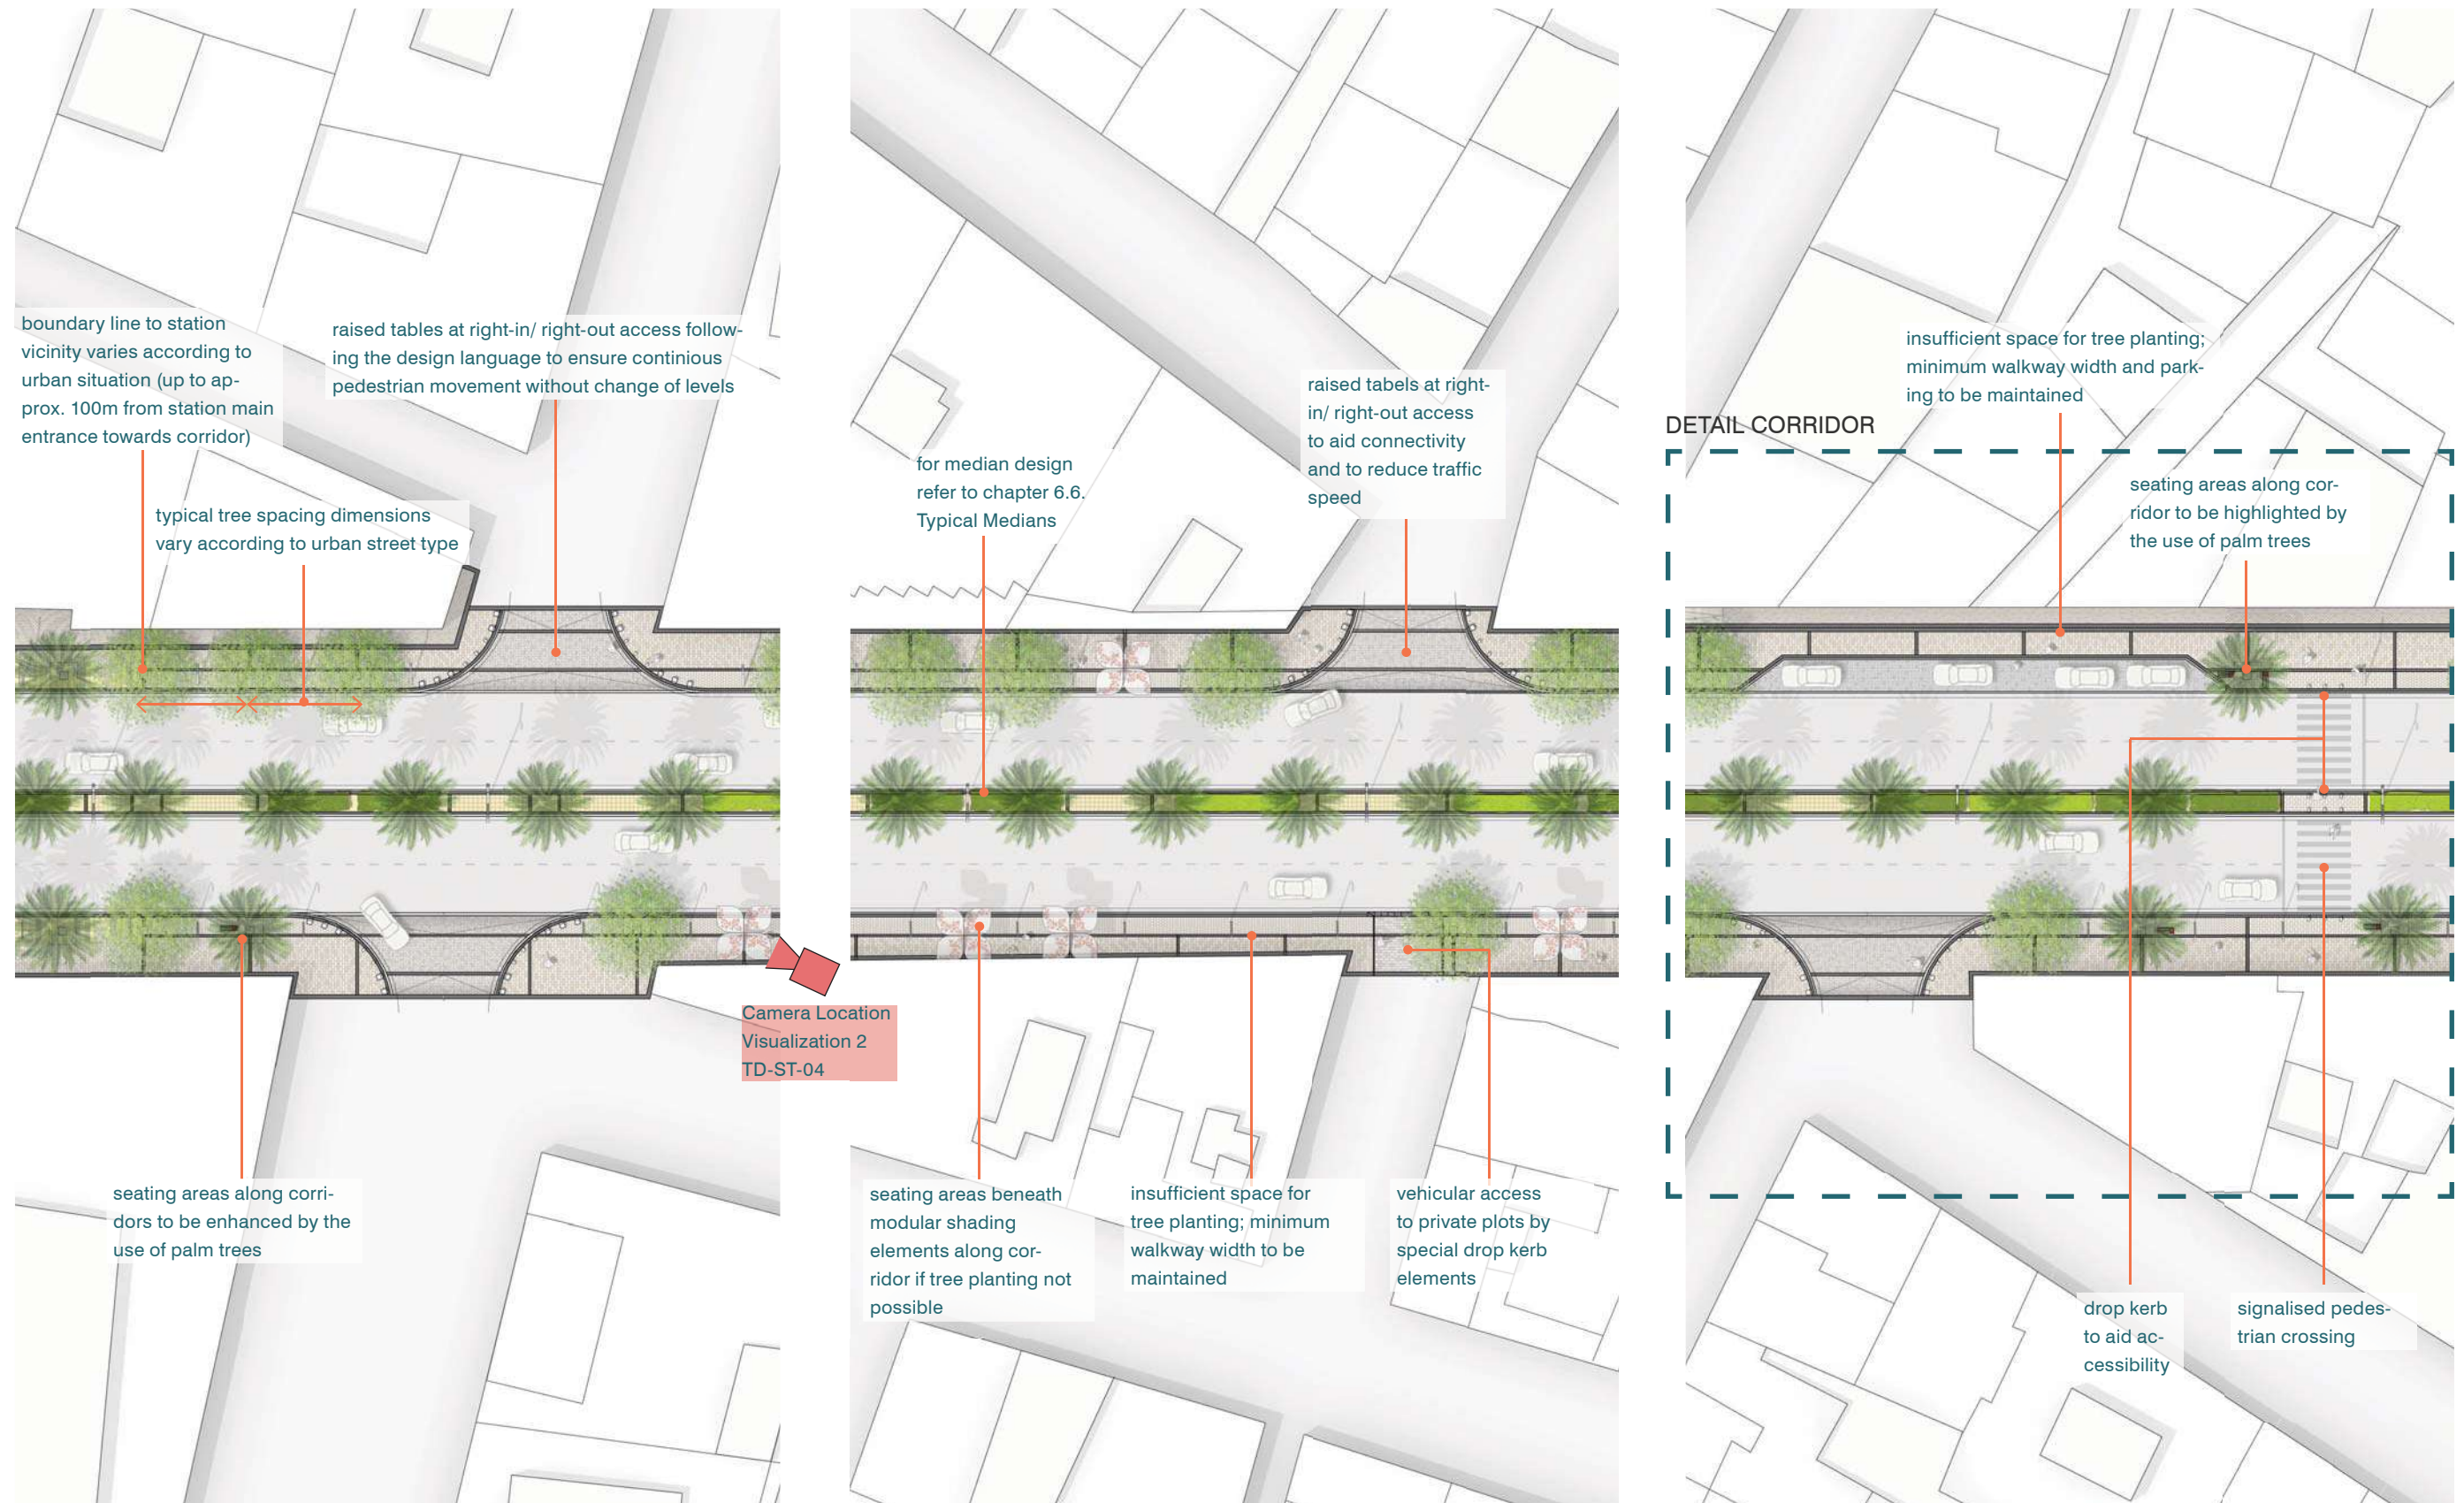 boundary line to station
vicinity varies according to
urban situation (up to ap-
prox. 100m from station main
entrance towards corridor)
raised tables at right-in/ right-out access follow-
ing the design language to ensure continious
pedestrian movement without change of levels
typical tree spacing dimensions
vary according to urban street type
for median design
refer to chapter 6.6.
Typical Medians
raised tabels at right-
in/ right-out access
to aid connectivity
and to reduce traffic
speed
insufficient space for tree planting;
minimum walkway width and park-
ing to be maintained
DETAIL CORRIDOR
seating areas along cor-
ridor to be highlighted by
the use of palm trees
Camera Location
Visualization 2
TD-ST-04
seating areas along corri-
dors to be enhanced by the
use of palm trees
seating areas beneath
modular shading
elements along cor-
ridor if tree planting not
possible
insufficient space for
tree planting; minimum
walkway width to be
maintained
vehicular access
to private plots by
special drop kerb
elements
drop kerb
to aid ac-
cessibility
signalised pedes-
trian crossing